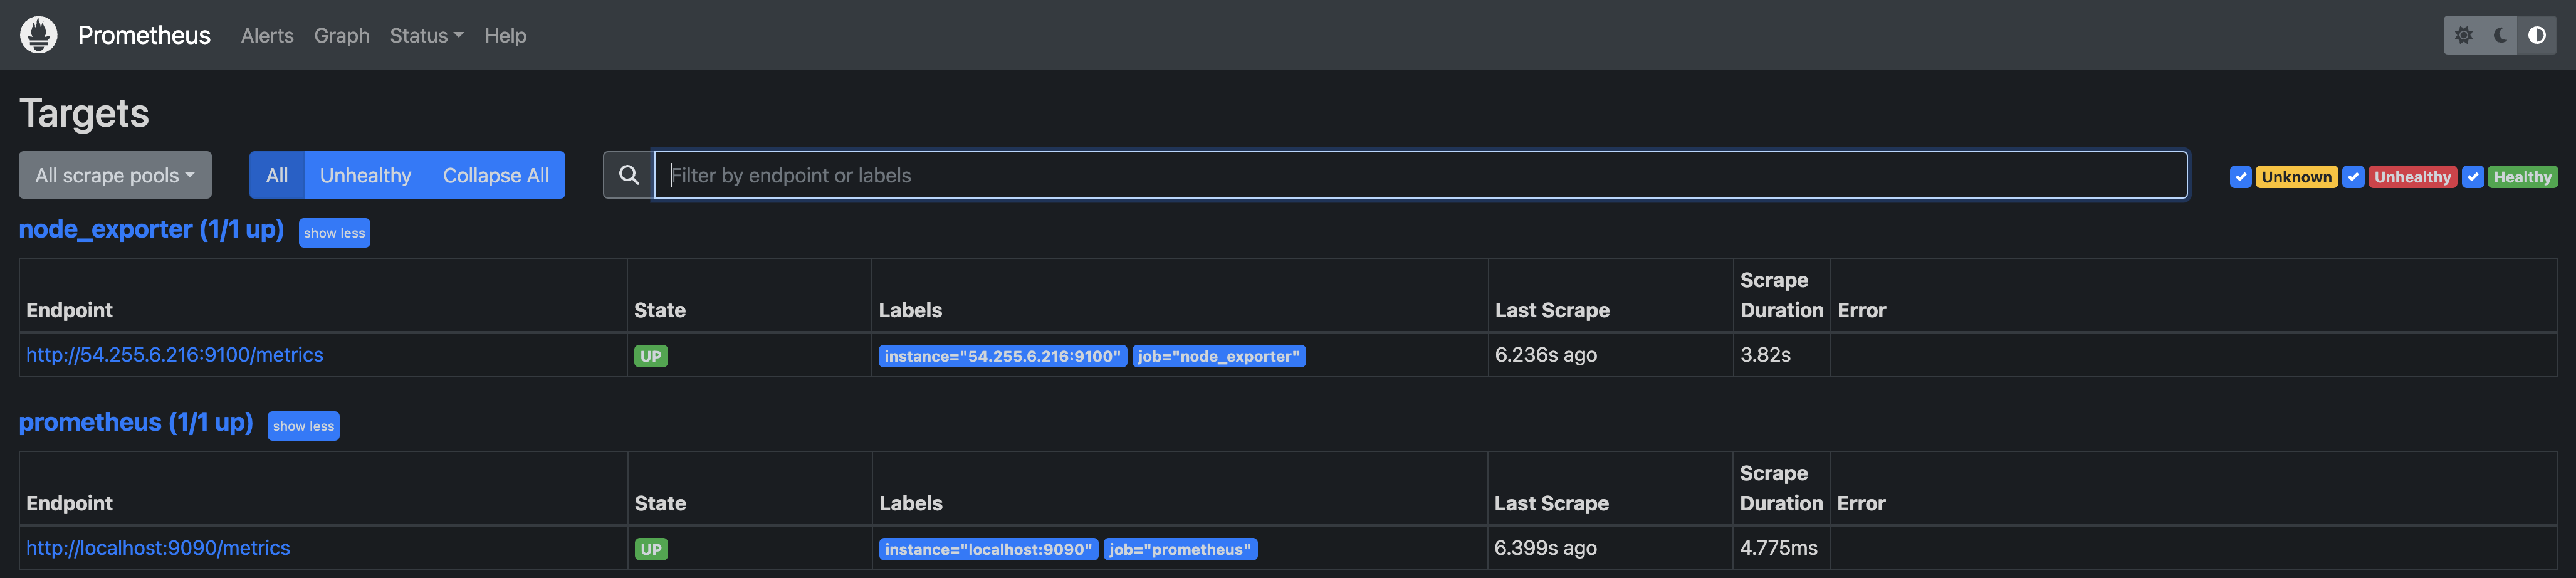 Prometheus Alerts Graph Status Help
Targets
All scrape pools All Unhealthy Collapse All Filter by endpoint or labels Unknown Unhealthy Healthy
node_exporter (1/1 up) show less
Endpoint State Labels Last Scrape Scrape Duration Error
http://54.255.6.216:9100/metrics UP instance="54.255.6.216:9100" job="node_exporter" 6.236s ago 3.82s
prometheus (1/1 up) show less
Endpoint State Labels Last Scrape Scrape Duration Error
http://localhost:9090/metrics UP instance="localhost:9090" job="prometheus" 6.399s ago 4.775ms